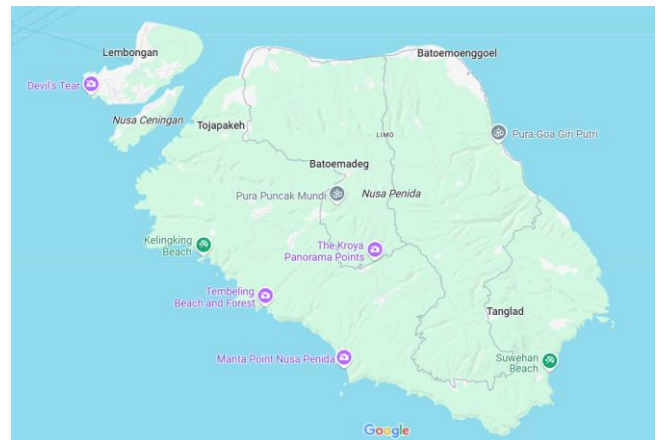 Lembongan
Batoemoenggoel
Devil's Tear
Nusa Ceningan
Tojapakeh
LIMO
Pura Goa Giri Putri
Batoemadeg
Pura Puncak Mundi
Nusa Penida
Kelingking
Beach
The Kroya
Panorama Points
Tembeling
Beach and Forest
Tanglad
Manta Point Nusa Penida
Suwehan
Beach
Google